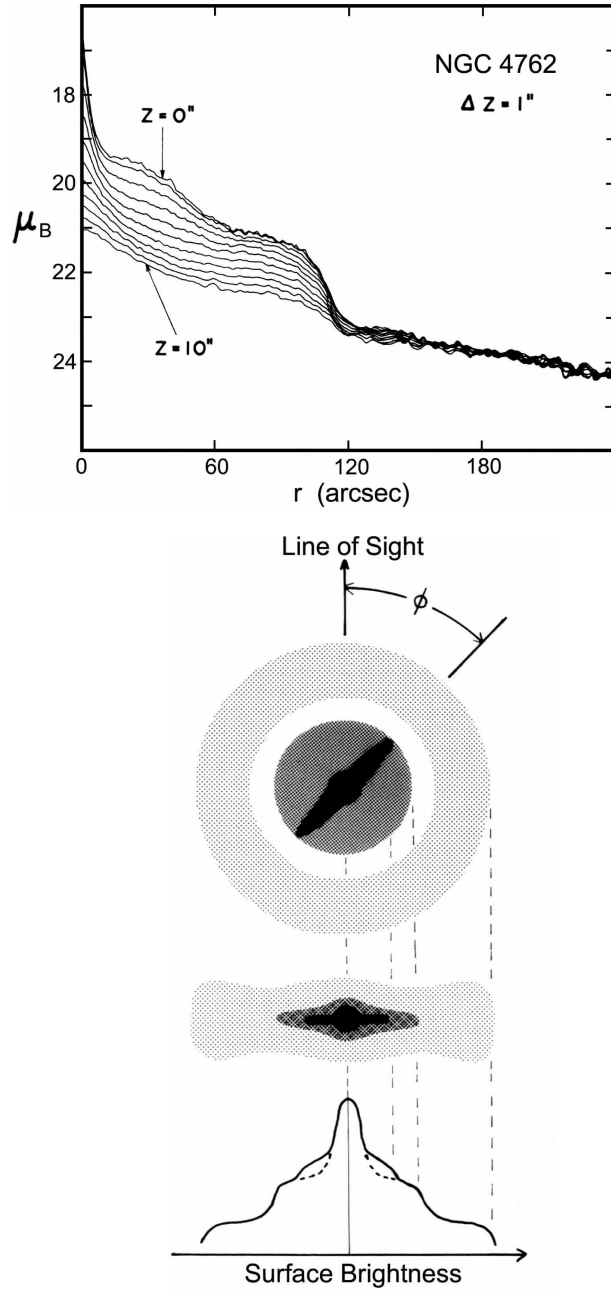 NGC 4762
Δ Z = 1"
Z = 0"
Z = 10"
μB
18
20
22
24
0
60
120
180
r (arcsec)
Line of Sight
ϕ
Surface Brightness